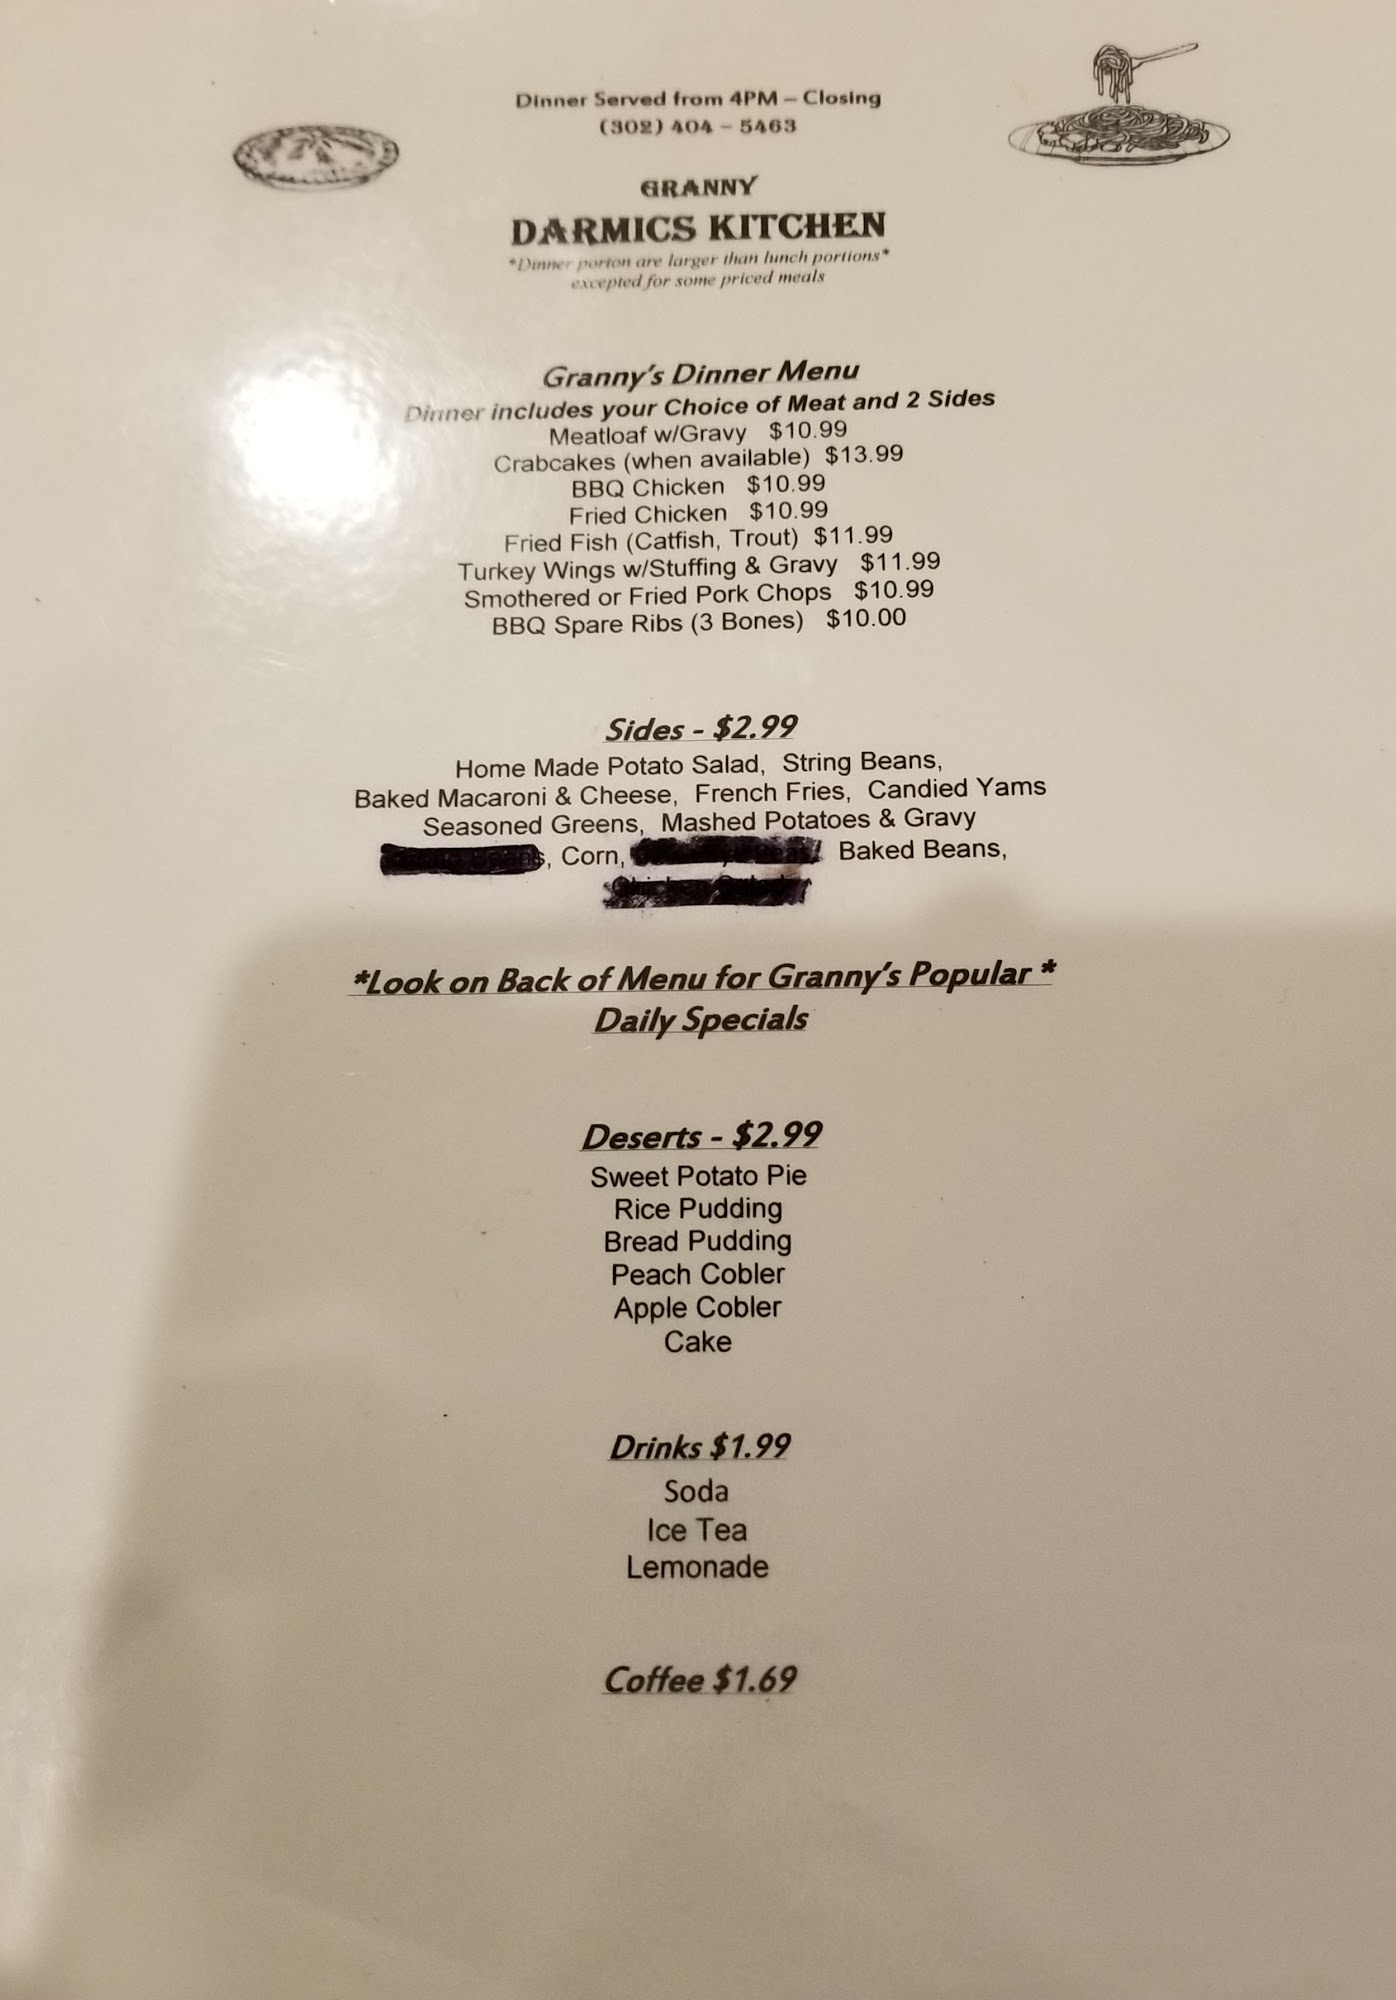 Dinner Served from 4PM – Closing
(302) 404 – 5463
GRANNY
DARMICS KITCHEN
*Dinner porton are larger than lunch portions*
excepted for some priced meals
Granny's Dinner Menu
Dinner includes your Choice of Meat and 2 Sides
Meatloaf w/Gravy $10.99
Crabcakes (when available) $13.99
BBQ Chicken $10.99
Fried Chicken $10.99
Fried Fish (Catfish, Trout) $11.99
Turkey Wings w/Stuffing & Gravy $11.99
Smothered or Fried Pork Chops $10.99
BBQ Spare Ribs (3 Bones) $10.00
Sides - $2.99
Home Made Potato Salad, String Beans,
Baked Macaroni & Cheese, French Fries, Candied Yams
Seasoned Greens, Mashed Potatoes & Gravy
, Corn, Baked Beans,
*Look on Back of Menu for Granny's Popular *
Daily Specials
Deserts - $2.99
Sweet Potato Pie
Rice Pudding
Bread Pudding
Peach Cobler
Apple Cobler
Cake
Drinks $1.99
Soda
Ice Tea
Lemonade
Coffee $1.69